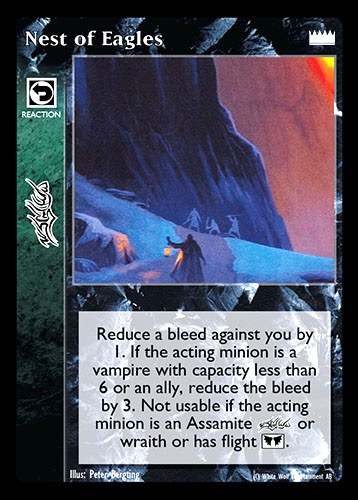 Nest of Eagles
REACTION
Reduce a bleed against you by
1. If the acting minion is a
vampire with capacity less than
6 or an ally, reduce the bleed
by 3. Not usable if the acting
minion is an Assamite or
wraith or has flight .
Illus: Peter Bergting
(C) White Wolf Entertainment AB